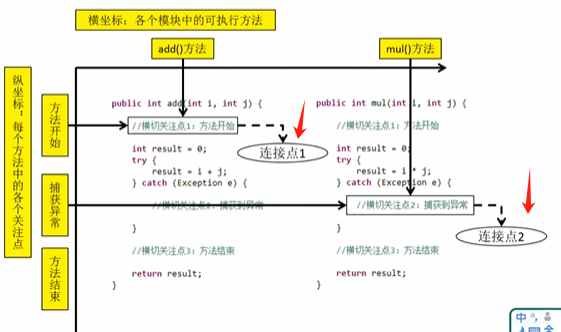 横坐标：各个模块中的可执行方法
add()方法
mul()方法
纵坐标：每个方法中的各个关注点
方法开始
捕获异常
方法结束
public int add(int i, int j) {
//横切关注点1：方法开始
连接点1
int result = 0;
try {
result = i + j;
} catch (Exception e) {
//横切关注点2：捕获到异常
}
//横切关注点3：方法结束
return result;
}
public int mul(int i, int j) {
//横切关注点1：方法开始
int result = 0;
try {
result = i * j;
} catch (Exception e) {
//横切关注点2：捕获到异常
连接点2
}
//横切关注点3：方法结束
return result;
}
中